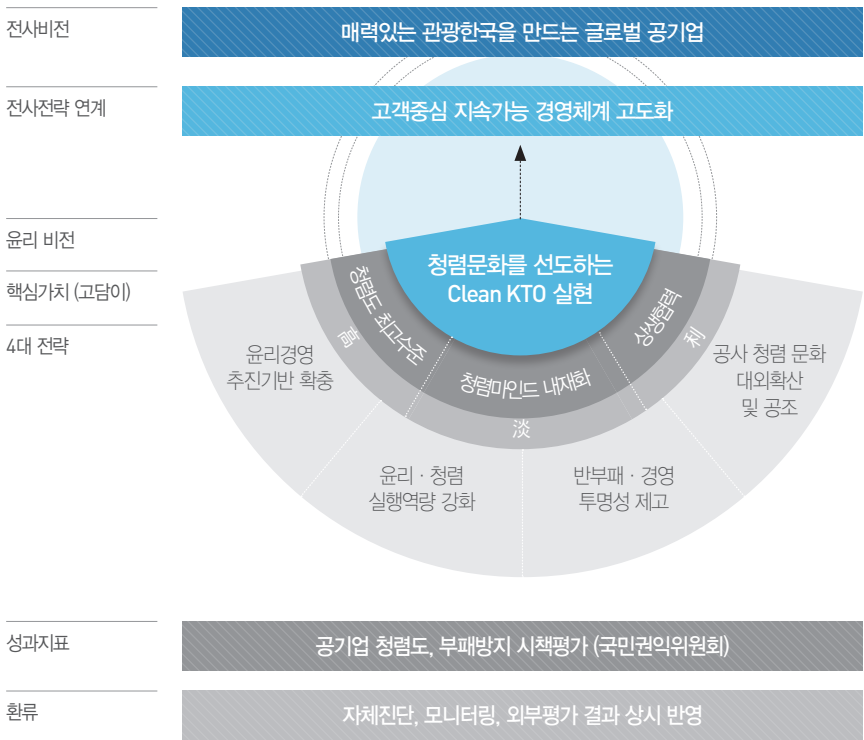 전사비전
매력있는 관광한국을 만드는 글로벌 공기업
전사전략 연계
고객중심 지속가능 경영체계 고도화
윤리 비전
청렴문화를 선도하는
Clean KTO 실현
핵심가치 (고담이)
청렴도 최고수준
청렴마인드 내재화
상생협력
高
淡
利
4대 전략
윤리경영
추진기반 확충
윤리 · 청렴
실행역량 강화
반부패 · 경영
투명성 제고
공사 청렴 문화
대외확산
및 공조
성과지표
공기업 청렴도, 부패방지 시책평가 (국민권익위원회)
환류
자체진단, 모니터링, 외부평가 결과 상시 반영